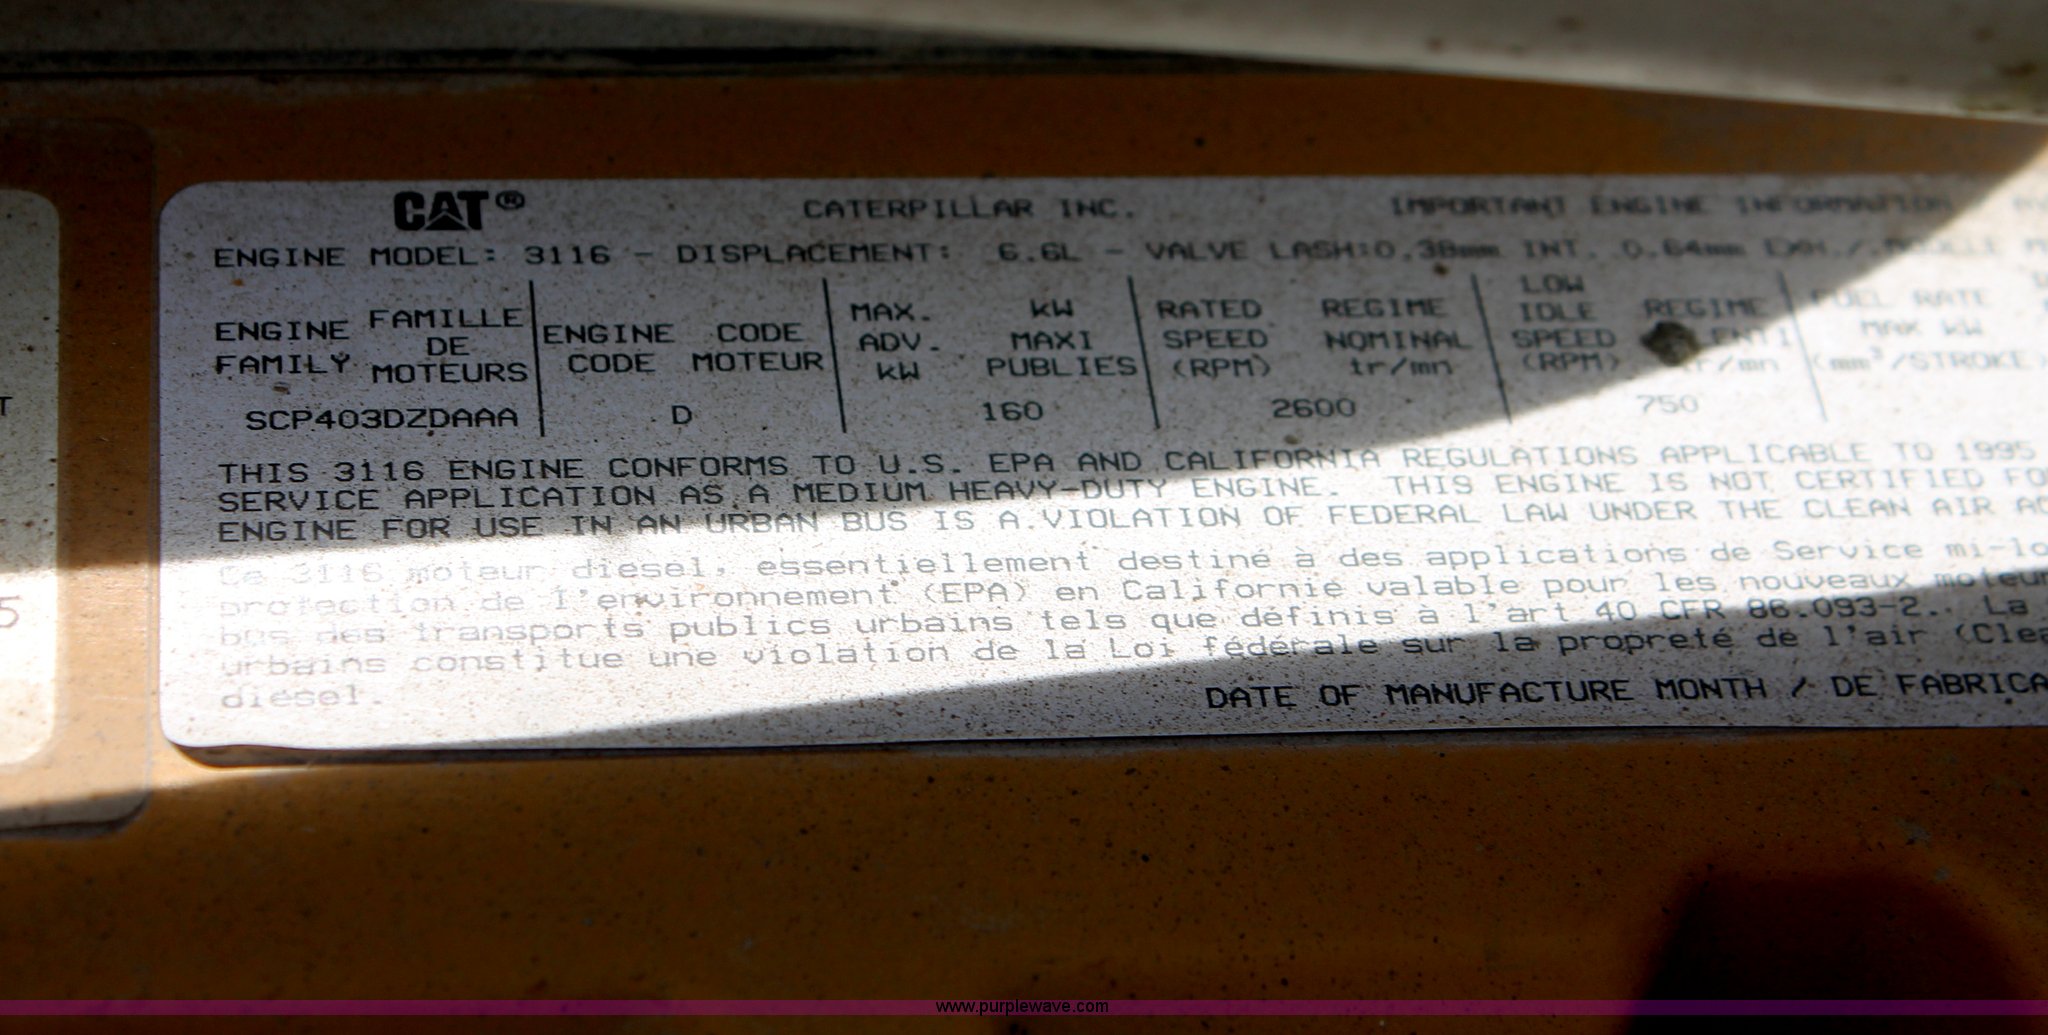 CAT® CATERPILLAR INC. IMPORTANT ENGINE INFORMATION
ENGINE MODEL: 3116 - DISPLACEMENT: 6.6L - VALVE LASH:0.38mm INT. 0.64mm EXH./
ENGINE FAMILY
FAMILLE DE MOTEURS
ENGINE CODE
CODE MOTEUR
MAX. ADV. kW
kW MAXI PUBLIES
RATED SPEED (RPM)
REGIME NOMINAL tr/mn
LOW IDLE SPEED (RPM)
REGIME tr/mn
FUEL RATE MAX kW (mm³/STROKE)
SCP403DZDAAA D 160 2600 750
THIS 3116 ENGINE CONFORMS TO U.S. EPA AND CALIFORNIA REGULATIONS APPLICABLE TO 1995
SERVICE APPLICATION AS A MEDIUM HEAVY-DUTY ENGINE. THIS ENGINE IS NOT CERTIFIED FO
ENGINE FOR USE IN AN URBAN BUS IS A VIOLATION OF FEDERAL LAW UNDER THE CLEAN AIR AC
Ce 3116 moteur diesel, essentiellement destiné à des applications de Service mi-lo
protection de l'environnement (EPA) en Californie valable pour les nouveaux moteur
bus des transports publics urbains tels que définis à l'art 40 CFR 86.093-2. La
urbains constitue une violation de la Loi fédérale sur la propreté de l'air (Clea
diesel.
DATE OF MANUFACTURE MONTH / DE FABRICA
T
5
www.purplewave.com